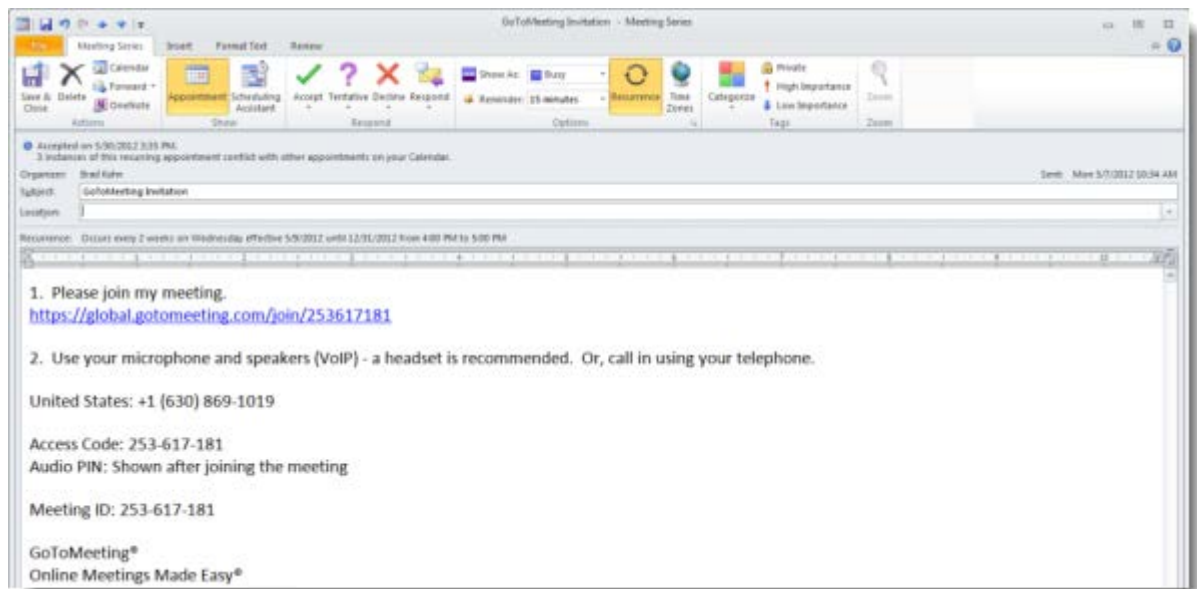 GoToMeeting Invitation - Meeting Series
File Meeting Series Insert Format Text Review
Save & Close Delete Calendar Forward OneNote Appointment Scheduling Assistant Accept Tentative Decline Respond Show As: Busy Reminder: 15 minutes Recurrence Time Zones Categorize Private High Importance Low Importance Zoom
Actions Show Respond Options Tags Zoom
Accepted on 5/30/2012 3:35 PM.
3 instances of this recurring appointment conflict with other appointments on your Calendar.
Organizer: Brad Sent: Mon 5/7/2012 10:34 AM
Subject: GoToMeeting Invitation
Location:
Recurrence: Occurs every 2 weeks on Wednesday effective 5/9/2012 until 12/31/2012 from 4:00 PM to 5:00 PM
1. Please join my meeting.
https://global.gotomeeting.com/join/253617181
2. Use your microphone and speakers (VoIP) - a headset is recommended. Or, call in using your telephone.
United States: +1 (630) 869-1019
Access Code: 253-617-181
Audio PIN: Shown after joining the meeting
Meeting ID: 253-617-181
GoToMeeting®
Online Meetings Made Easy®